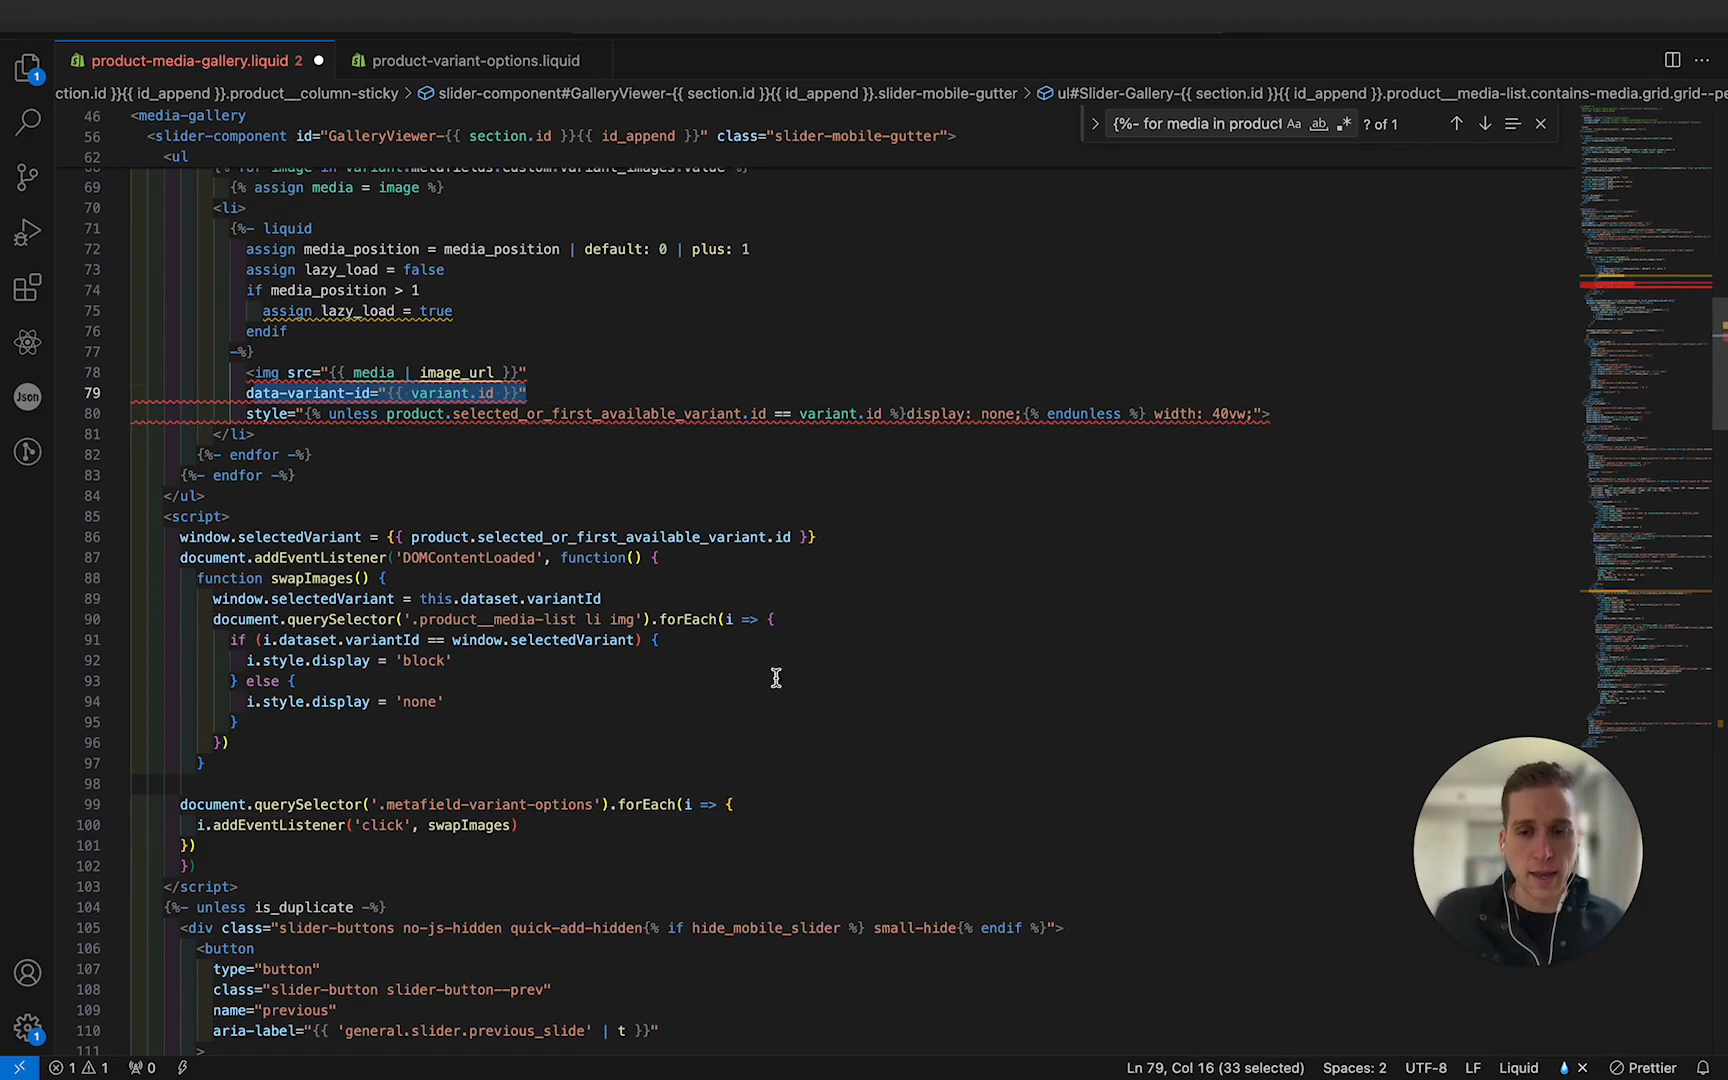 product-media-gallery.liquid 2
product-variant-options.liquid
1
ction.id }}{{ id_append }}.product__column-sticky > slider-component#GalleryViewer-{{ section.id }}{{ id_append }}.slider-mobile-gutter > ul#Slider-Gallery-{{ section.id }}{{ id_append }}.product__media-list.contains-media.grid.grid--pe
{%- for media in product Aa ab .* ? of 1
46 <media-gallery
56 <slider-component id="GalleryViewer-{{ section.id }}{{ id_append }}" class="slider-mobile-gutter">
62 <ul
{% for image in variant.metafields.custom.variant_images.value %}
69 {% assign media = image %}
70 <li>
71 {%- liquid
72 assign media_position = media_position | default: 0 | plus: 1
73 assign lazy_load = false
74 if media_position > 1
75 assign lazy_load = true
76 endif
77 -%}
78 <img src="{{ media | image_url }}"
79 data-variant-id="{{ variant.id }}"
80 style="{% unless product.selected_or_first_available_variant.id == variant.id %}display: none;{% endunless %} width: 40vw;">
81 </li>
82 {%- endfor -%}
83 {%- endfor -%}
84 </ul>
85 <script>
86 window.selectedVariant = {{ product.selected_or_first_available_variant.id }}
87 document.addEventListener('DOMContentLoaded', function() {
88 function swapImages() {
89 window.selectedVariant = this.dataset.variantId
90 document.querySelector('.product__media-list li img').forEach(i => {
91 if (i.dataset.variantId == window.selectedVariant) {
92 i.style.display = 'block'
93 } else {
94 i.style.display = 'none'
95 }
96 })
97 }
98
99 document.querySelector('.metafield-variant-options').forEach(i => {
100 i.addEventListener('click', swapImages)
101 })
102 })
103 </script>
104 {%- unless is_duplicate -%}
105 <div class="slider-buttons no-js-hidden quick-add-hidden{% if hide_mobile_slider %} small-hide{% endif %}">
106 <button
107 type="button"
108 class="slider-button slider-button--prev"
109 name="previous"
110 aria-label="{{ 'general.slider.previous_slide' | t }}"
111 >
Json
1
1 1 0 Ln 79, Col 16 (33 selected) Spaces: 2 UTF-8 LF Liquid Prettier